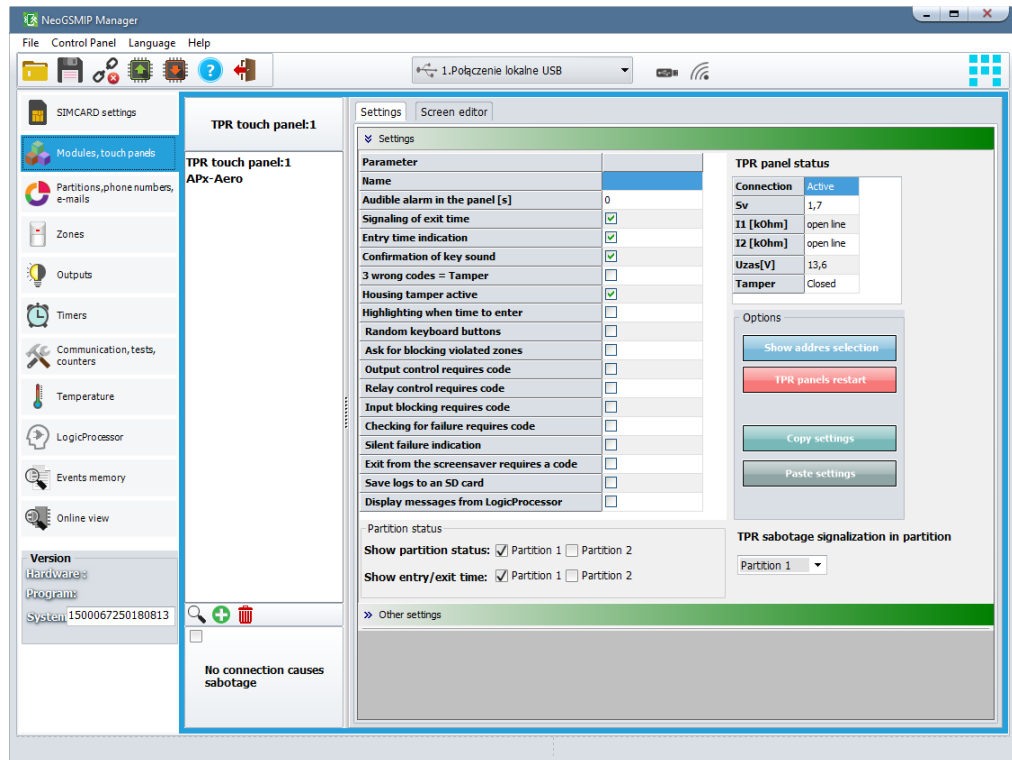 NeoGSMIP Manager
File Control Panel Language Help
1.Połączenie lokalne USB
SIMCARD settings
Modules, touch panels
Partitions,phone numbers,
e-mails
Zones
Outputs
Timers
Communication, tests,
counters
Temperature
LogicProcessor
Events memory
Online view
Version
Hardware:
Program:
System 1500067250180813
TPR touch panel:1
TPR touch panel:1
APx-Aero
No connection causes
sabotage
Settings Screen editor
Settings
Parameter
Name
Audible alarm in the panel [s] 0
Signaling of exit time
Entry time indication
Confirmation of key sound
3 wrong codes = Tamper
Housing tamper active
Highlighting when time to enter
Random keyboard buttons
Ask for blocking violated zones
Output control requires code
Relay control requires code
Input blocking requires code
Checking for failure requires code
Silent failure indication
Exit from the screensaver requires a code
Save logs to an SD card
Display messages from LogicProcessor
Partition status
Show partition status: Partition 1 Partition 2
Show entry/exit time: Partition 1 Partition 2
TPR panel status
Connection Active
Sv 1,7
I1 [kOhm] open line
I2 [kOhm] open line
Uzas[V] 13,6
Tamper Closed
Options
Show addres selection
TPR panels restart
Copy settings
Paste settings
TPR sabotage signalization in partition
Partition 1
Other settings